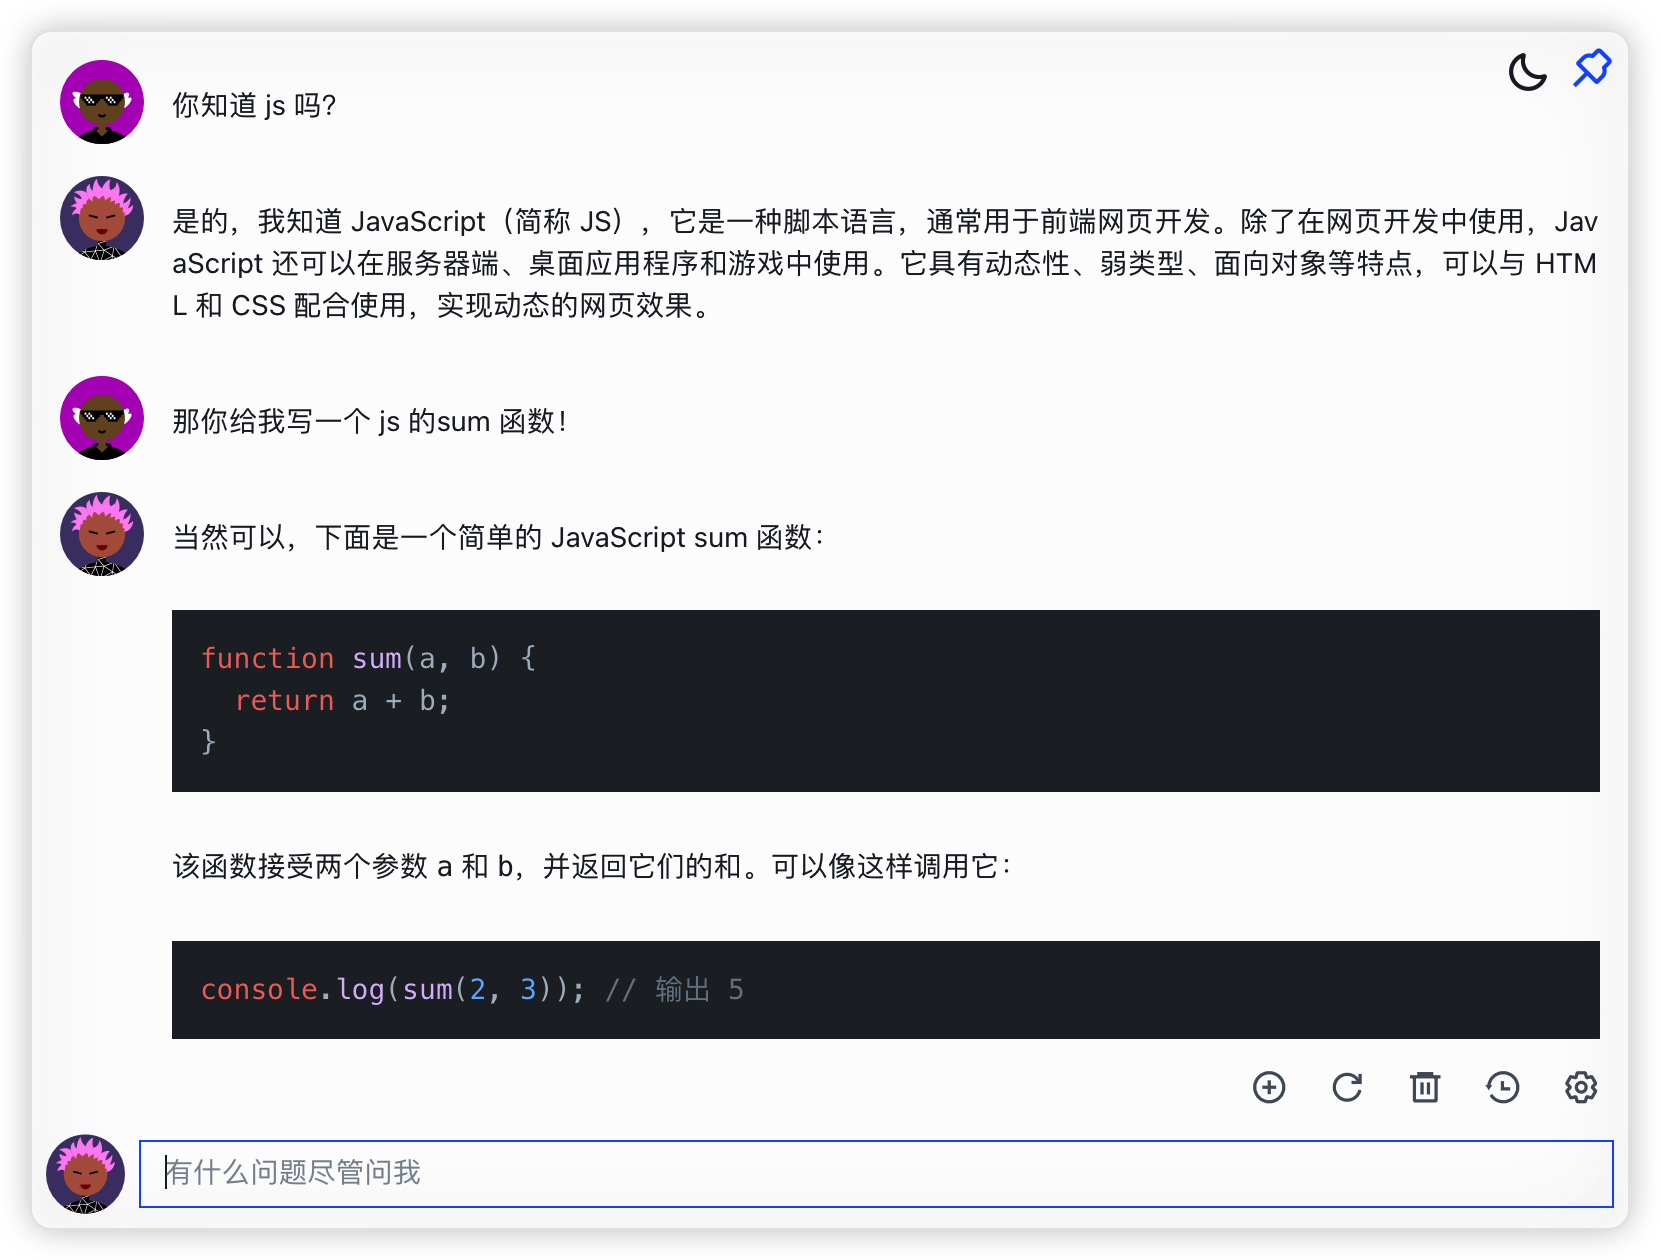 你知道 js 吗?
是的，我知道 JavaScript（简称 JS），它是一种脚本语言，通常用于前端网页开发。除了在网页开发中使用，Jav
aScript 还可以在服务器端、桌面应用程序和游戏中使用。它具有动态性、弱类型、面向对象等特点，可以与 HTM
L 和 CSS 配合使用，实现动态的网页效果。
那你给我写一个 js 的sum 函数！
当然可以，下面是一个简单的 JavaScript sum 函数：
function sum(a, b) {
  return a + b;
}
该函数接受两个参数 a 和 b，并返回它们的和。可以像这样调用它：
console.log(sum(2, 3)); // 输出 5
有什么问题尽管问我